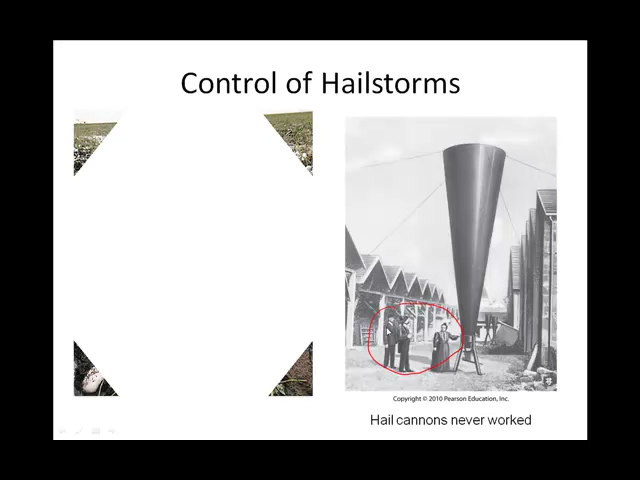 Control of Hailstorms
Copyright © 2010 Pearson Education, Inc.
Hail cannons never worked